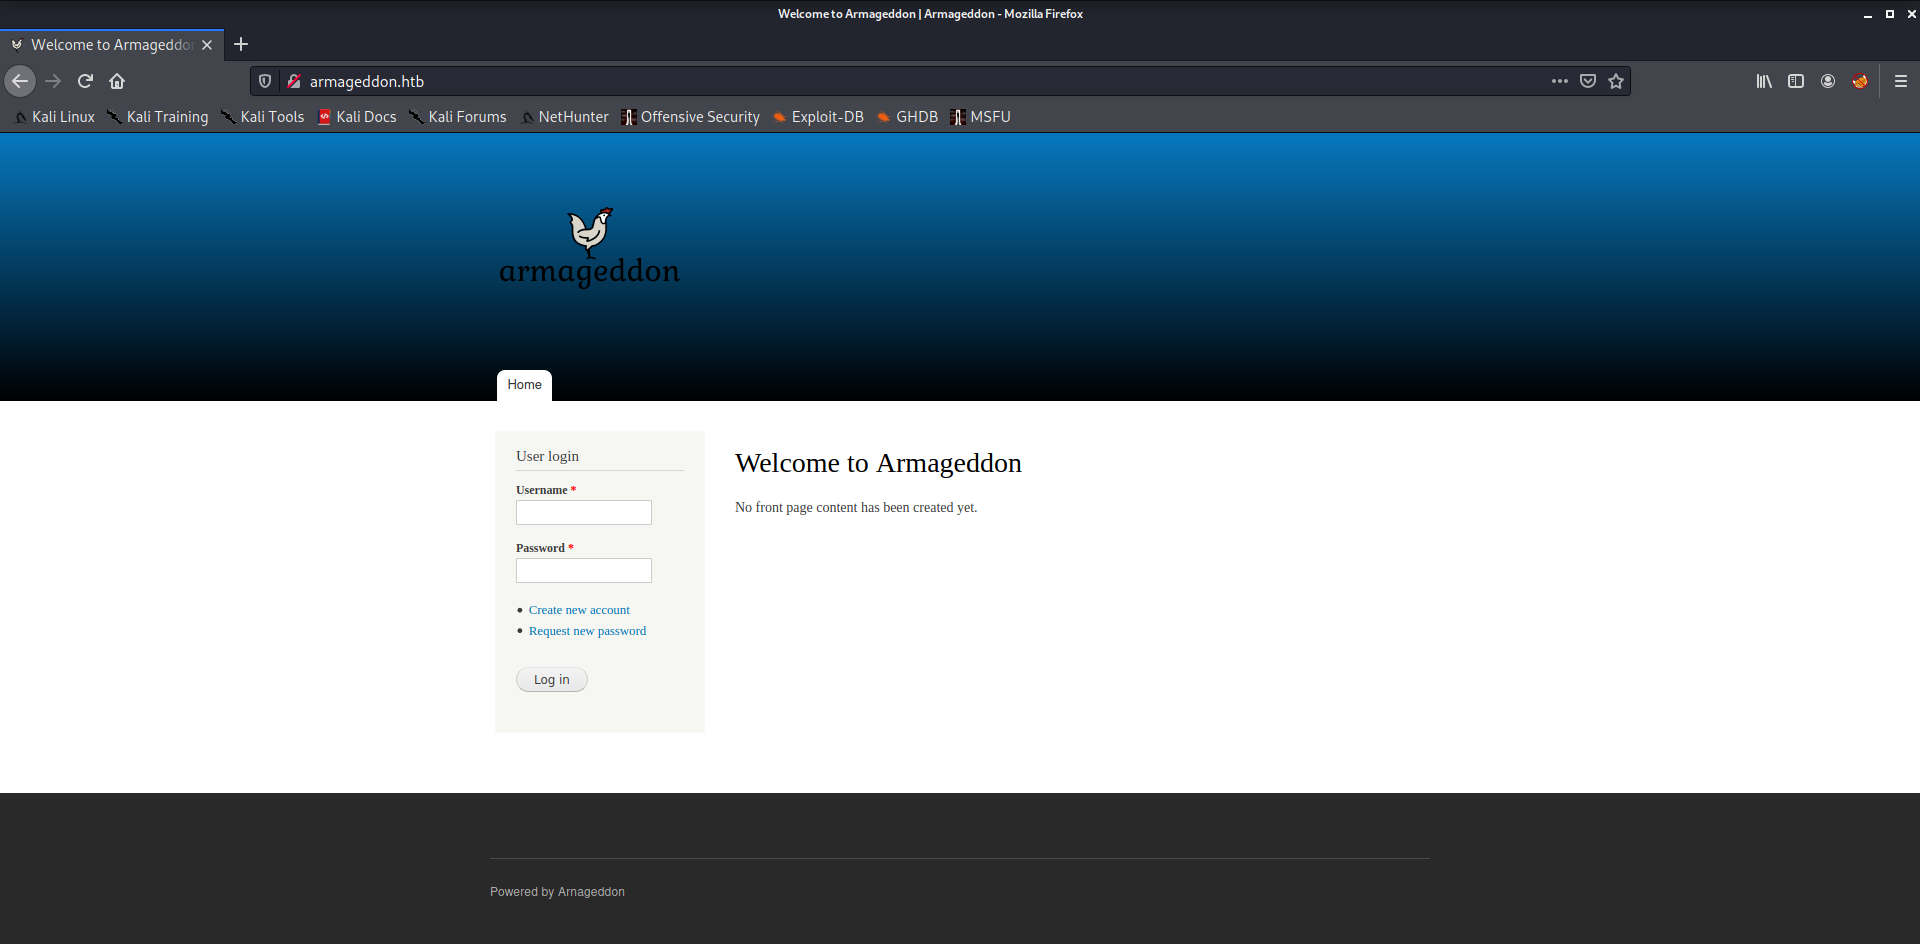 Welcome to Armageddon | Armageddon - Mozilla Firefox
Welcome to Armageddon
armageddon.htb
Kali Linux Kali Training Kali Tools Kali Docs Kali Forums NetHunter Offensive Security Exploit-DB GHDB MSFU
armageddon
Home
User login
Username *
Password *
Create new account
Request new password
Log in
Welcome to Armageddon
No front page content has been created yet.
Powered by Arnageddon